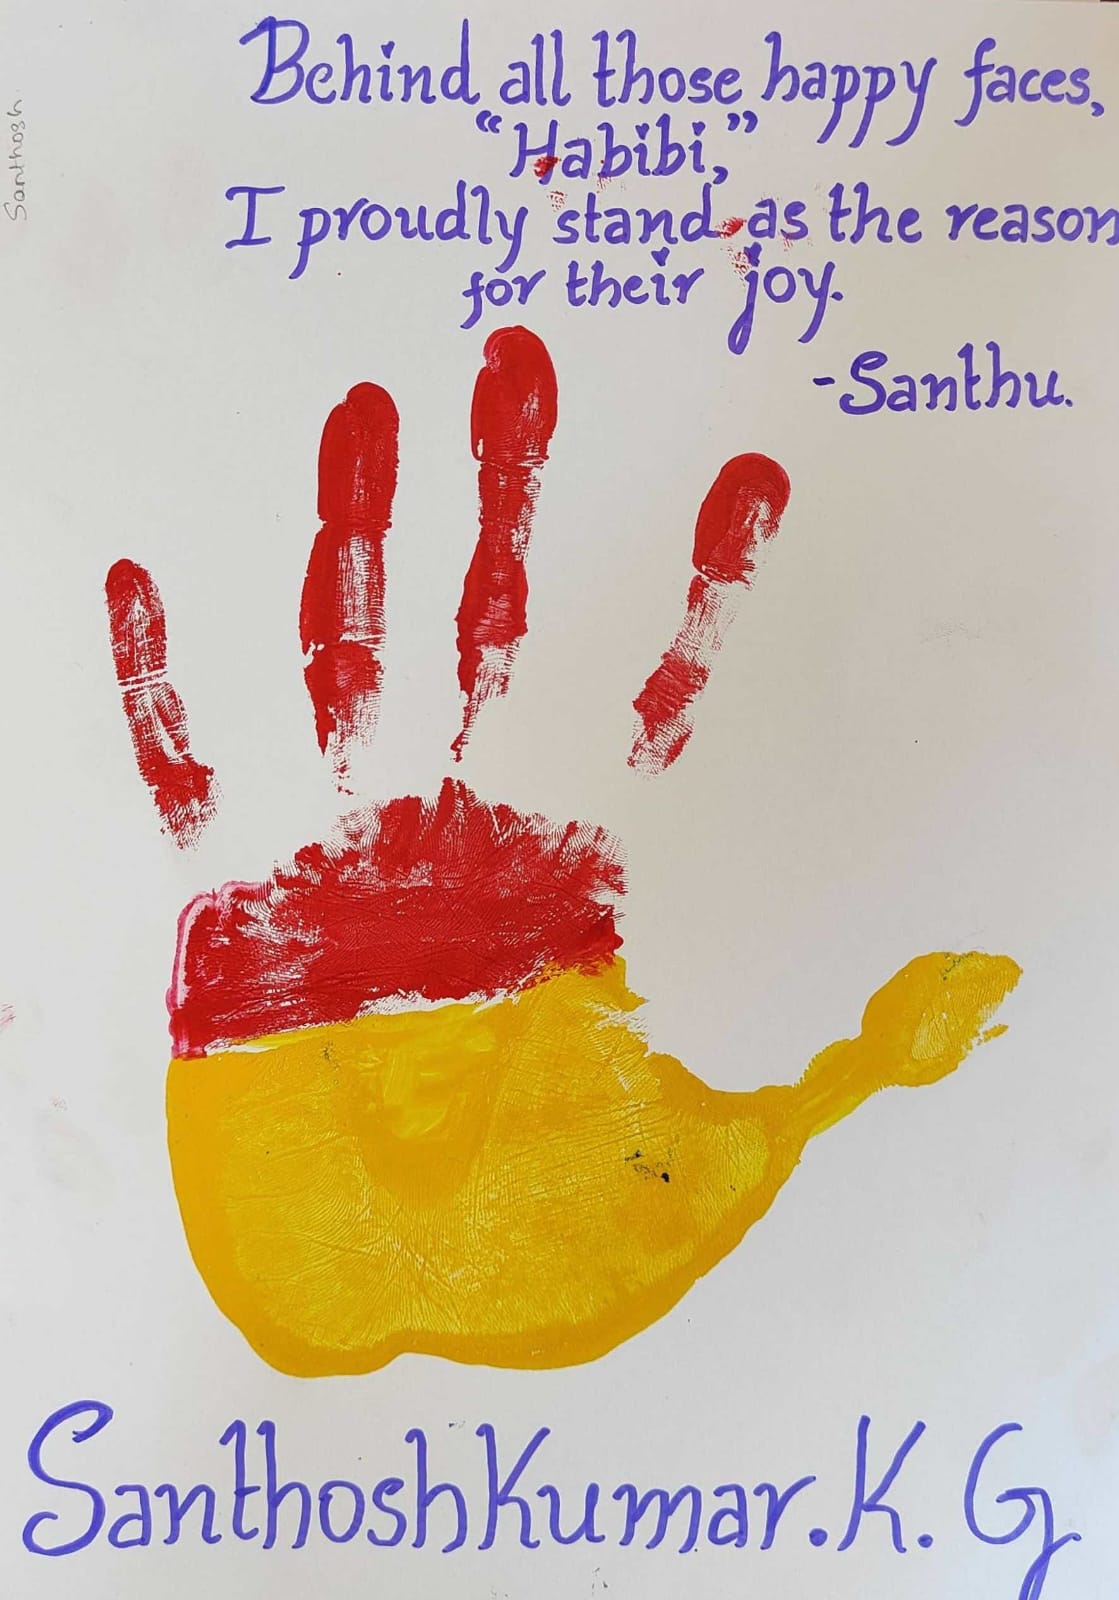 Behind all those happy faces,
"Habibi,"
I proudly stand as the reason
for their joy.
-Santhu.
Santhosh
SanthoshKumar.K.G